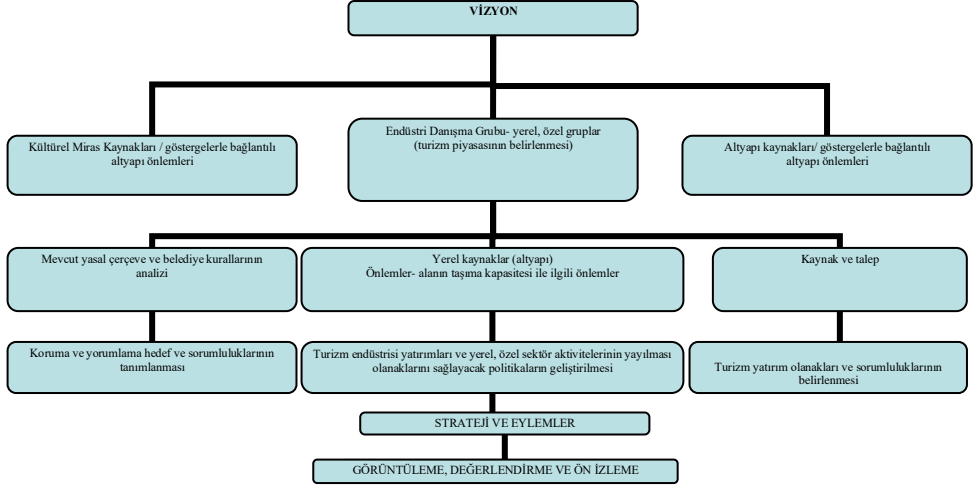 VİZYON
Kültürel Miras Kaynakları / göstergelerle bağlantılı
altyapı önlemleri
Endüstri Danışma Grubu- yerel, özel gruplar
(turizm piyasasının belirlenmesi)
Altyapı kaynakları/ göstergelerle bağlantılı
altyapı önlemleri
Mevcut yasal çerçeve ve belediye kurallarının
analizi
Yerel kaynaklar (altyapı)
Önlemler- alanın taşıma kapasitesi ile ilgili önlemler
Kaynak ve talep
Koruma ve yorumlama hedef ve sorumluluklarının
tanımlanması
Turizm endüstrisi yatırımları ve yerel, özel sektör aktivitelerinin yayılması
olanaklarını sağlayacak politikaların geliştirilmesi
Turizm yatırım olanakları ve sorumluluklarının
belirlenmesi
STRATEJİ VE EYLEMLER
GÖRÜNTÜLEME, DEĞERLENDİRME VE ÖN İZLEME